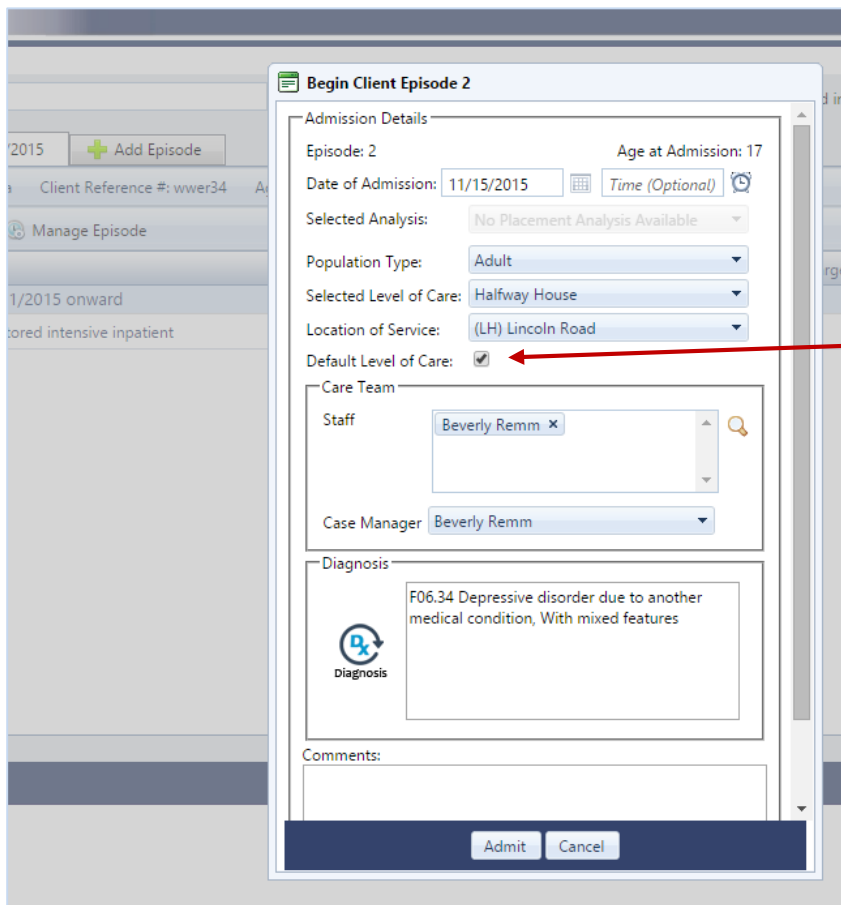 Begin Client Episode 2
Admission Details
Episode: 2 Age at Admission: 17
Date of Admission: 11/15/2015 Time (Optional)
Selected Analysis: No Placement Analysis Available
Population Type: Adult
Selected Level of Care: Halfway House
Location of Service: (LH) Lincoln Road
Default Level of Care:
Care Team
Staff Beverly Remm ×
Case Manager Beverly Remm
Diagnosis
F06.34 Depressive disorder due to another
medical condition, With mixed features
Dx
Diagnosis
Comments:
Admit Cancel
/2015 Add Episode
Client Reference #: wwer34
Manage Episode
1/2015 onward
tored intensive inpatient